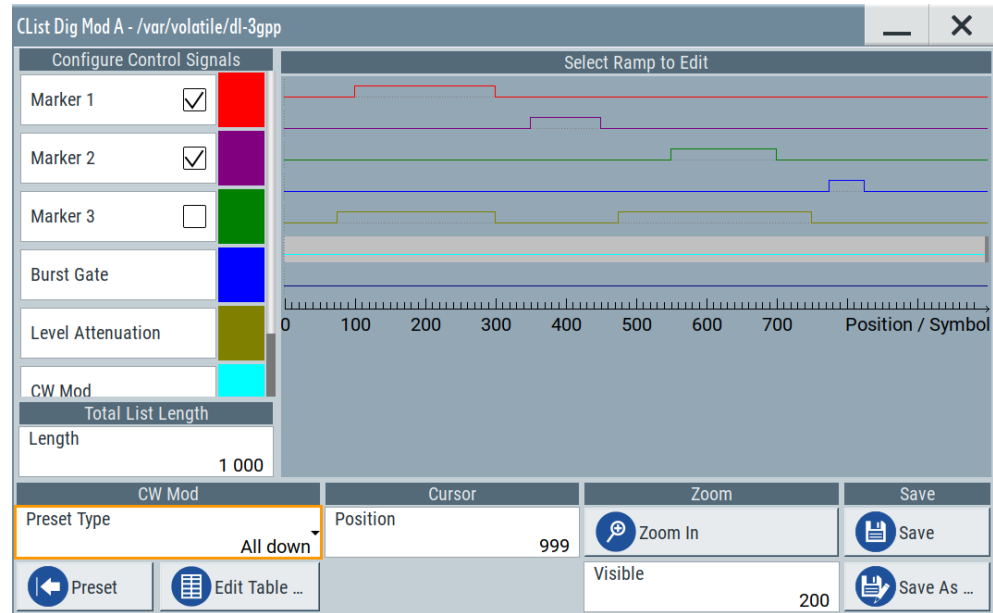 CList Dig Mod A - /var/volatile/dl-3gpp
Configure Control Signals
Marker 1
Marker 2
Marker 3
Burst Gate
Level Attenuation
CW Mod
Select Ramp to Edit
0 100 200 300 400 500 600 700 Position / Symbol
Total List Length
Length
1 000
CW Mod
Preset Type
All down
Preset
Edit Table ...
Cursor
Position
999
Zoom
Zoom In
Visible
200
Save
Save
Save As ...